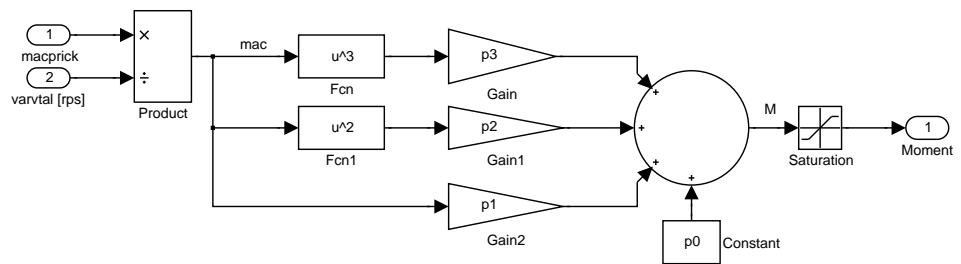 1
macprick
2
varvtal [rps]
×
÷
Product
mac
u^3
Fcn
u^2
Fcn1
p3
Gain
p2
Gain1
p1
Gain2
+
+
+
+
p0
Constant
M
Saturation
1
Moment